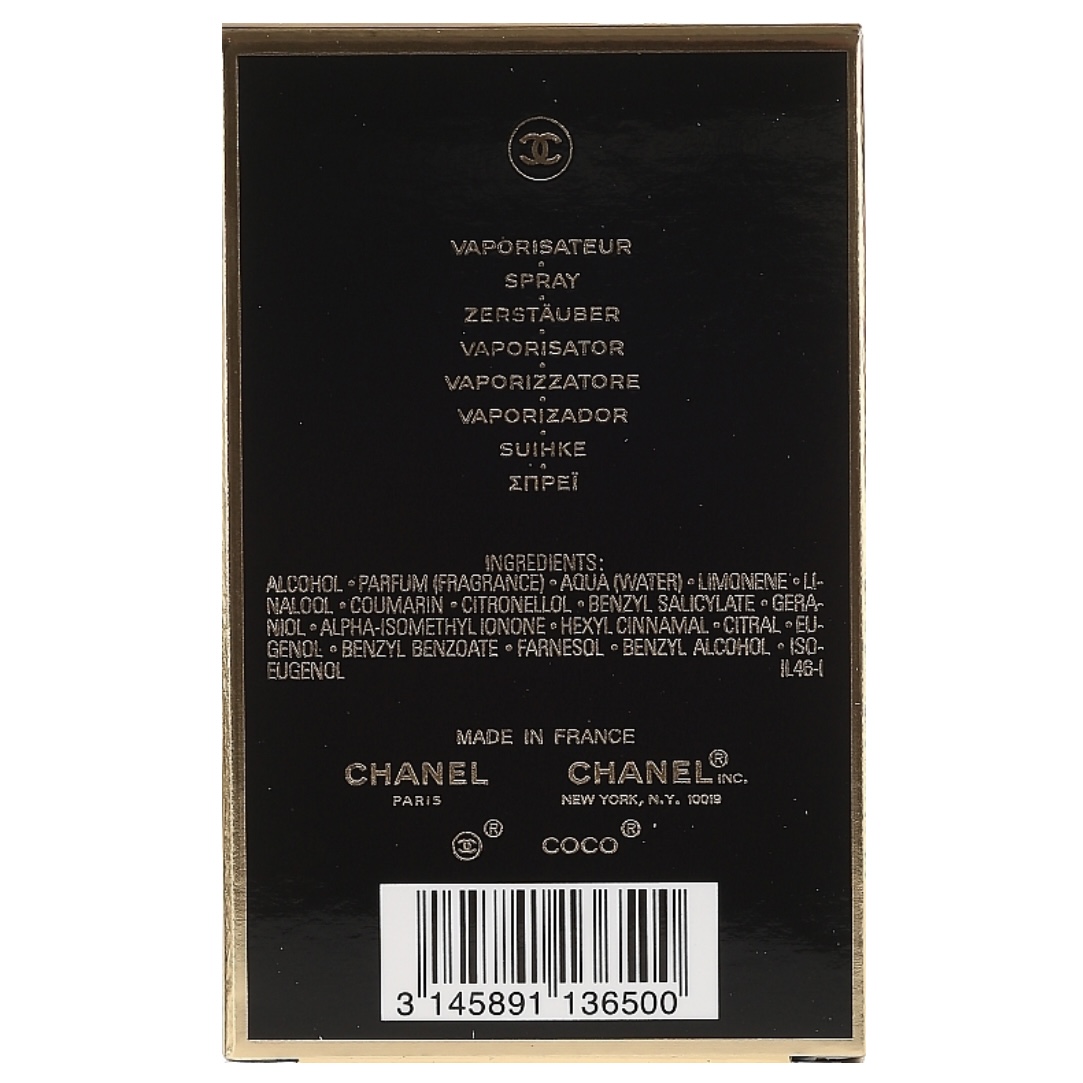 VAPORISATEUR
SPRAY
ZERSTÄUBER
VAPORISATOR
VAPORIZZATORE
VAPORIZADOR
SUIHKE
ΣΠΡΕΪ
INGREDIENTS:
ALCOHOL • PARFUM (FRAGRANCE) • AQUA (WATER) • LIMONENE • LI-
NALOOL • COUMARIN • CITRONELLOL • BENZYL SALICYLATE • GERA-
NIOL • ALPHA-ISOMETHYL IONONE • HEXYL CINNAMAL • CITRAL • EU-
GENOL • BENZYL BENZOATE • FARNESOL • BENZYL ALCOHOL • ISO-
EUGENOL IL46-I
MADE IN FRANCE
CHANEL CHANEL® INC.
PARIS NEW YORK, N.Y. 10019
® COCO®
3 145891 136500